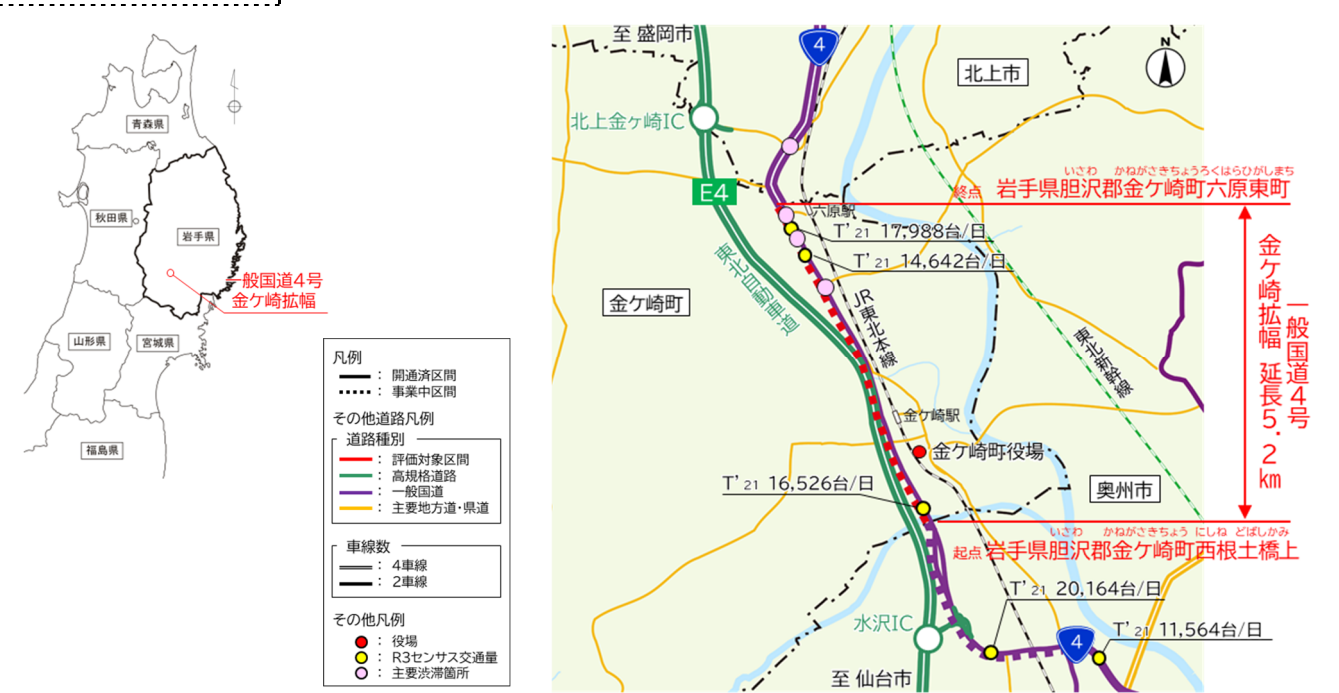 青森県
秋田県
岩手県
一般国道4号
金ケ崎拡幅
山形県
宮城県
福島県
凡例
： 開通済区間
： 事業中区間
その他道路凡例
道路種別
： 評価対象区間
： 高規格道路
： 一般国道
： 主要地方道・県道
車線数
： 4車線
： 2車線
その他凡例
： 役場
： R3センサス交通量
： 主要渋滞箇所
至 盛岡市
4
N
北上市
北上金ヶ崎IC
E4
いさわ かねがさきちょうろくはらひがしまち
終点 岩手県胆沢郡金ケ崎町六原東町
六原駅
T’21 17,988台/日
T’21 14,642台/日
東北自動車道
金ケ崎町
JR東北本線
東北新幹線
一般国道4号
金ケ崎拡幅 延長5.2km
金ケ崎駅
金ケ崎町役場
T’21 16,526台/日
奥州市
いさわ かねがさきちょう にしね どばしかみ
起点 岩手県胆沢郡金ケ崎町西根土橋上
T’21 20,164台/日
水沢IC
4
T’21 11,564台/日
至 仙台市